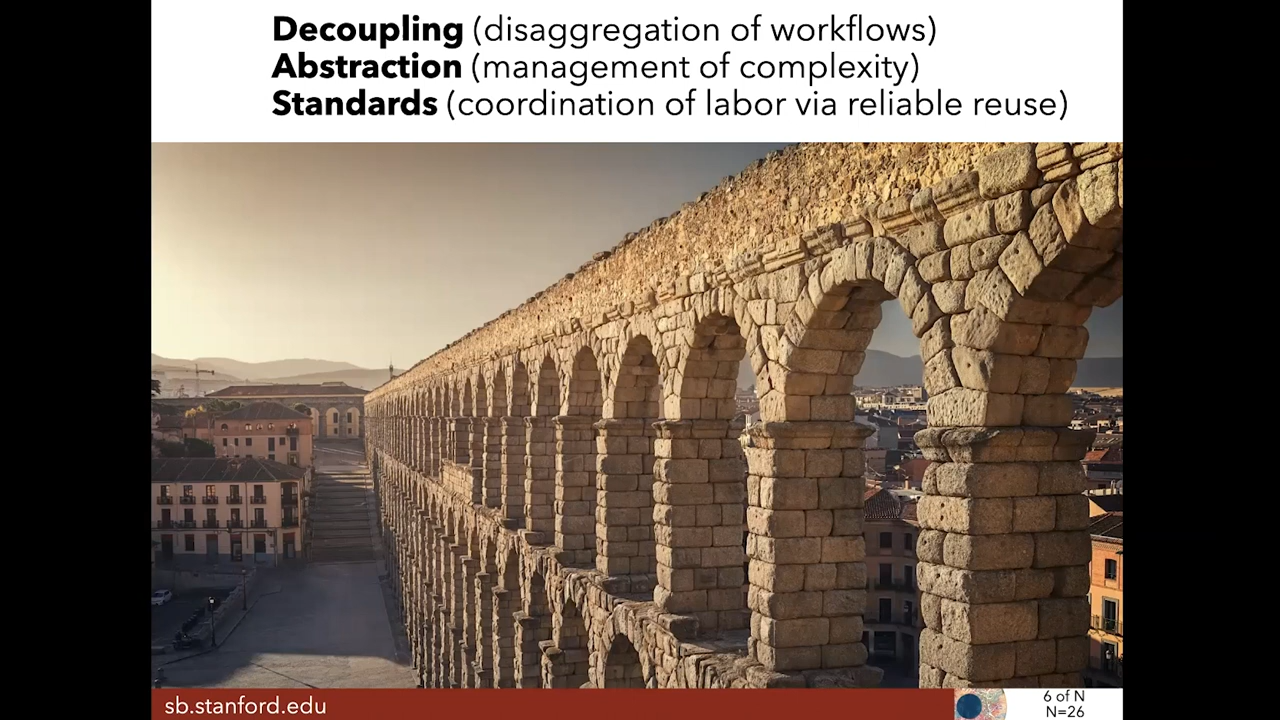 Decoupling (disaggregation of workflows)
Abstraction (management of complexity)
Standards (coordination of labor via reliable reuse)
sb.stanford.edu
6 of N
N=26